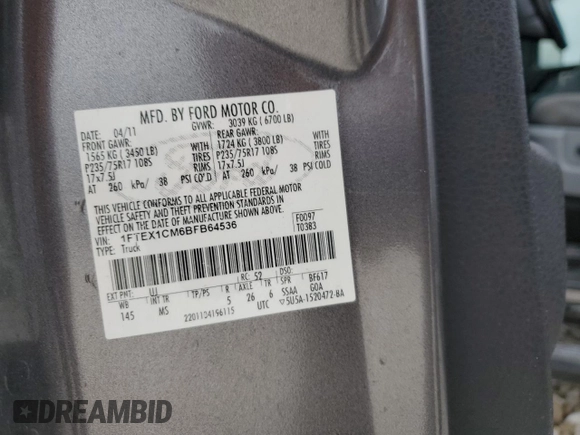 MFD. BY FORD MOTOR CO.
DATE: 04/11 GVWR: 3039 KG ( 6700 LB)
FRONT GAWR: REAR GAWR:
1565 KG ( 3450 LB) WITH 1724 KG ( 3800 LB) WITH
P235/75R17 108S TIRES P235/75R17 108S TIRES
17x7.5J RIMS 17x7.5J RIMS
AT 260 kPa/ 38 PSI COLD AT 260 kPa/ 38 PSI COLD
THIS VEHICLE CONFORMS TO ALL APPLICABLE FEDERAL MOTOR
VEHICLE SAFETY AND THEFT PREVENTION STANDARDS IN
EFFECT ON THE DATE OF MANUFACTURE SHOWN ABOVE.
VIN: 1FTEX1CM6BFB64536 F0097
TYPE: Truck T0383
EXT PNT: UJ RC: 52 DSO:
WB INT TR TP/PS R AXLE TR SPR BF617
145 MS 5 26 6 SSAA GOA
2201104196115 UTC 5U5A-1520472-BA
DREAMBID